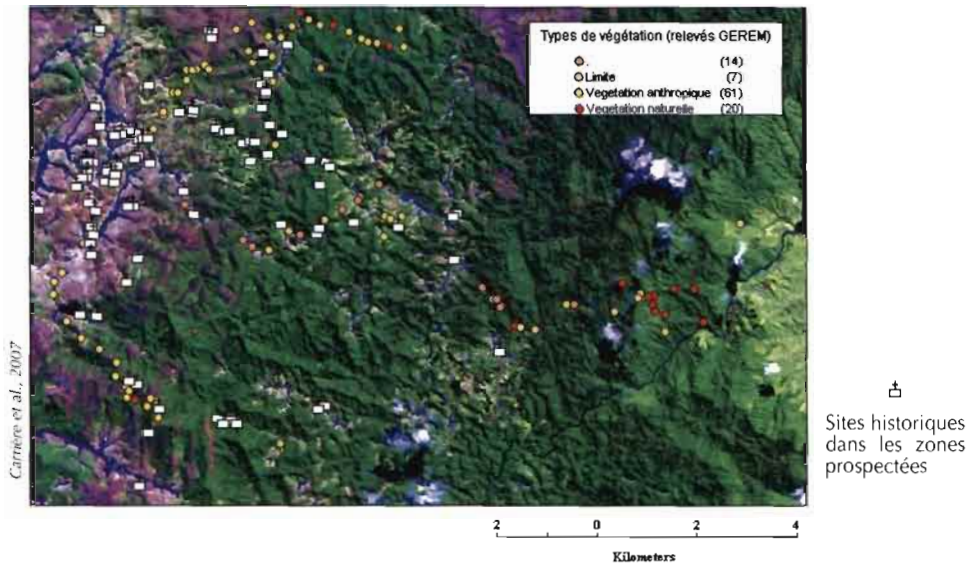 Types de végétation (relevés GEREM)
. (14)
Limite (7)
Vegetation anthropique (61)
Vegetation naturelle (20)
Carrière et al., 2007
Sites historiques
dans les zones
prospectées
2 0 2 4
Kilometers